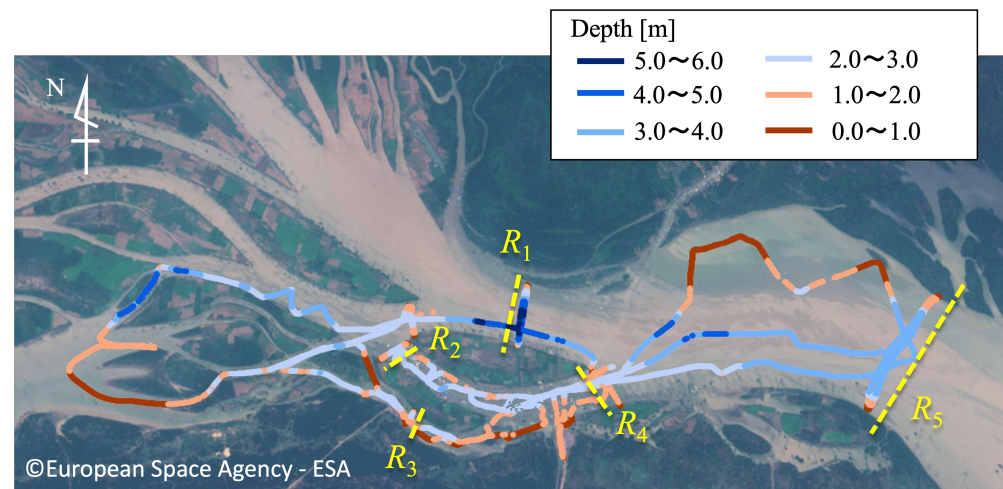 Depth [m]
5.0～6.0
2.0～3.0
4.0～5.0
1.0～2.0
3.0～4.0
0.0～1.0
N
R1
R2
R3
R4
R5
©European Space Agency - ESA